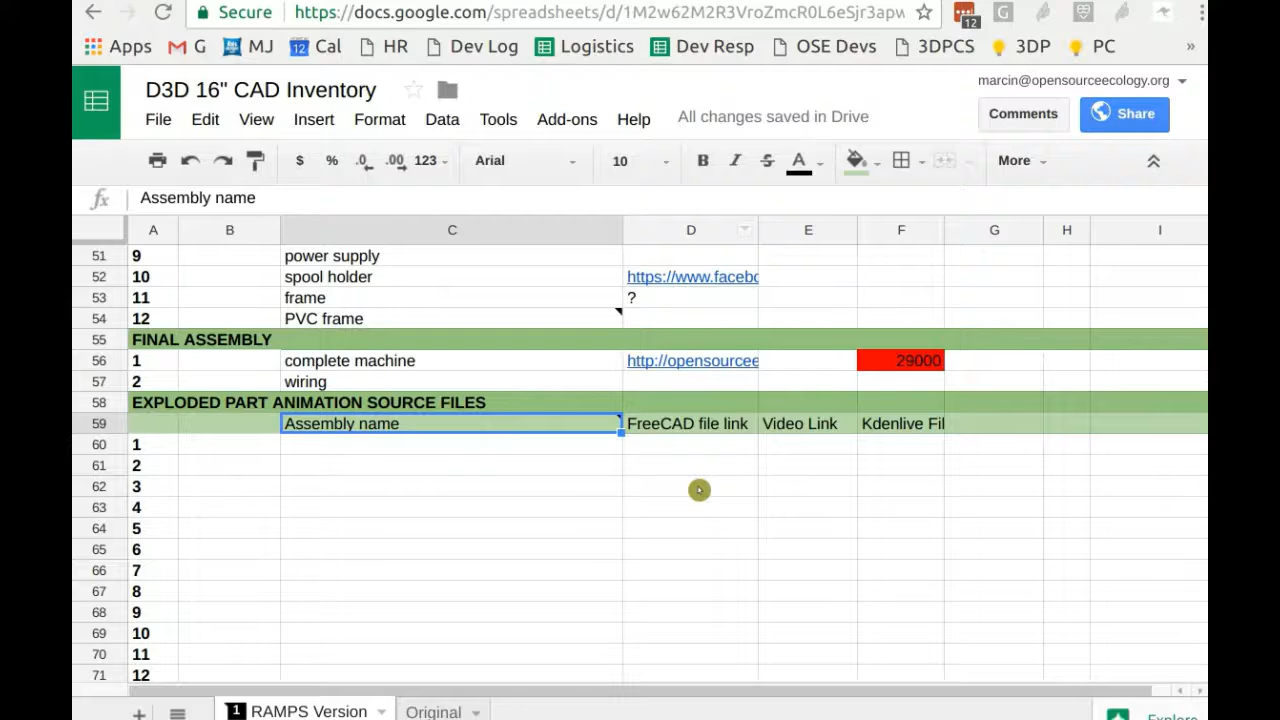 Secure https://docs.google.com/spreadsheets/d/1M2w62M2R3VroZmcR0L6eSjr3apw
12
Apps G MJ Cal HR Dev Log Logistics Dev Resp OSE Devs 3DPCS 3DP PC »
D3D 16" CAD Inventory
marcin@opensourceecology.org
File Edit View Insert Format Data Tools Add-ons Help All changes saved in Drive
Comments Share
$ % .0 .00 123 Arial 10 B I S A More
fx Assembly name
A B C D E F G H I
51 9 power supply
52 10 spool holder https://www.facebo
53 11 frame ?
54 12 PVC frame
55 FINAL ASSEMBLY
56 1 complete machine http://opensourcee 29000
57 2 wiring
58 EXPLODED PART ANIMATION SOURCE FILES
59 Assembly name FreeCAD file link Video Link Kdenlive Fil
60 1
61 2
62 3
63 4
64 5
65 6
66 7
67 8
68 9
69 10
70 11
71 12
+ 1 RAMPS Version Original Explore